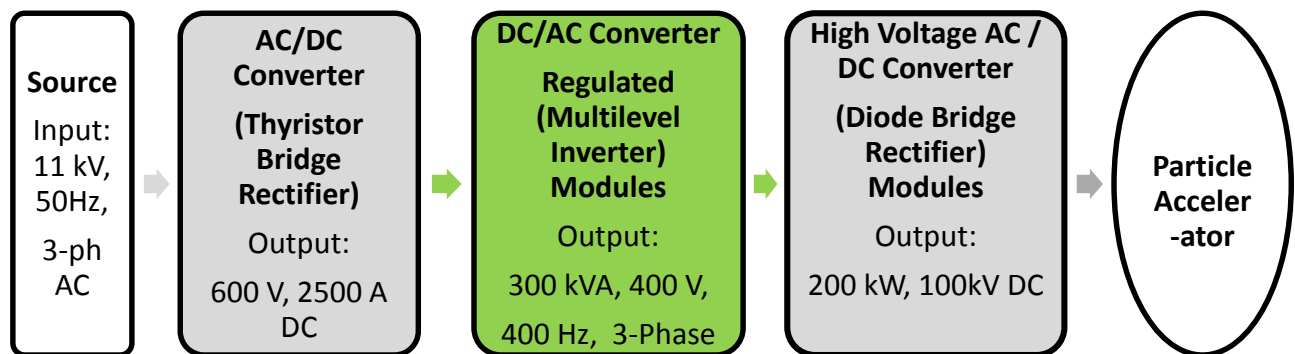 Source
Input:
11 kV,
50Hz,
3-ph
AC
AC/DC
Converter
(Thyristor
Bridge
Rectifier)
Output:
600 V, 2500 A
DC
DC/AC Converter
Regulated
(Multilevel
Inverter)
Modules
Output:
300 kVA, 400 V,
400 Hz, 3-Phase
High Voltage AC /
DC Converter
(Diode Bridge
Rectifier)
Modules
Output:
200 kW, 100kV DC
Particle
Acceler
-ator